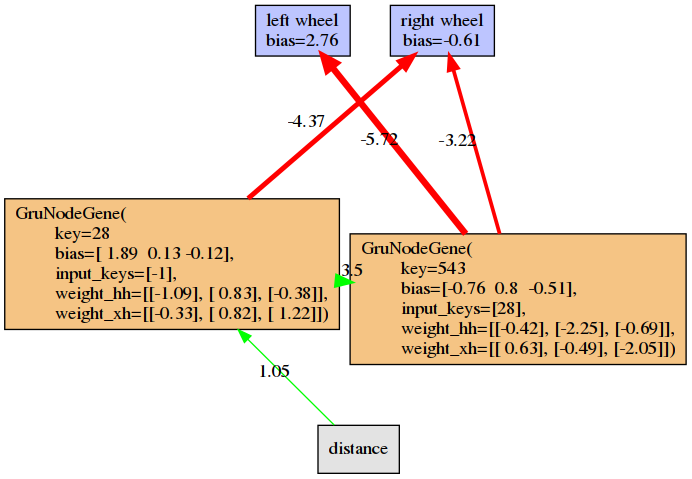 left wheel
bias=2.76
right wheel
bias=-0.61
-4.37
-5.72
-3.22
GruNodeGene(
key=28
bias=[ 1.89 0.13 -0.12],
input_keys=[-1],
weight_hh=[[-1.09], [ 0.83], [-0.38]],
weight_xh=[[-0.33], [ 0.82], [ 1.22]])
3.5
GruNodeGene(
key=543
bias=[-0.76 0.8 -0.51],
input_keys=[28],
weight_hh=[[-0.42], [-2.25], [-0.69]],
weight_xh=[[ 0.63], [-0.49], [-2.05]])
1.05
distance